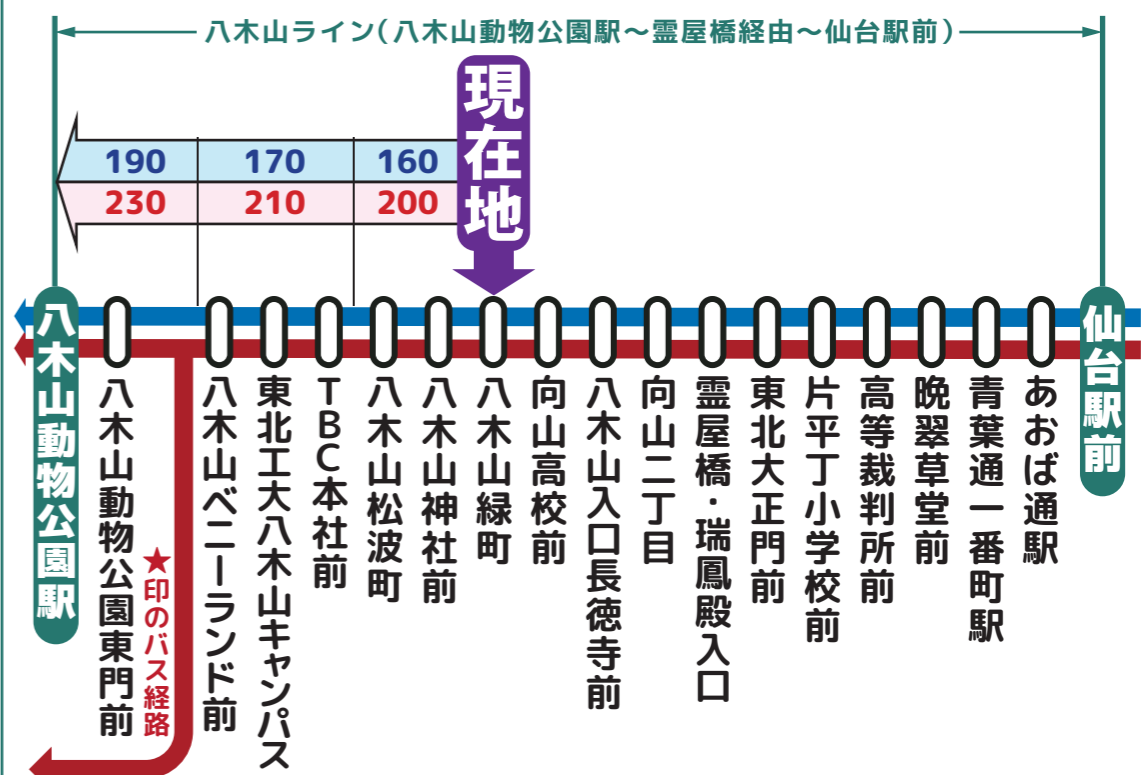 八木山ライン(八木山動物公園駅〜霊屋橋経由〜仙台駅前)
現在地
190 170 160
230 210 200
八木山動物公園駅
八木山動物公園東門前
★印のバス経路
八木山ベニーランド前
東北工大八木山キャンパス
TBC本社前
八木山松波町
八木山神社前
八木山緑町
向山高校前
八木山入口長徳寺前
向山二丁目
霊屋橋・瑞鳳殿入口
東北大正門前
片平丁小学校前
高等裁判所前
晩翠草堂前
青葉通一番町駅
あおば通駅
仙台駅前